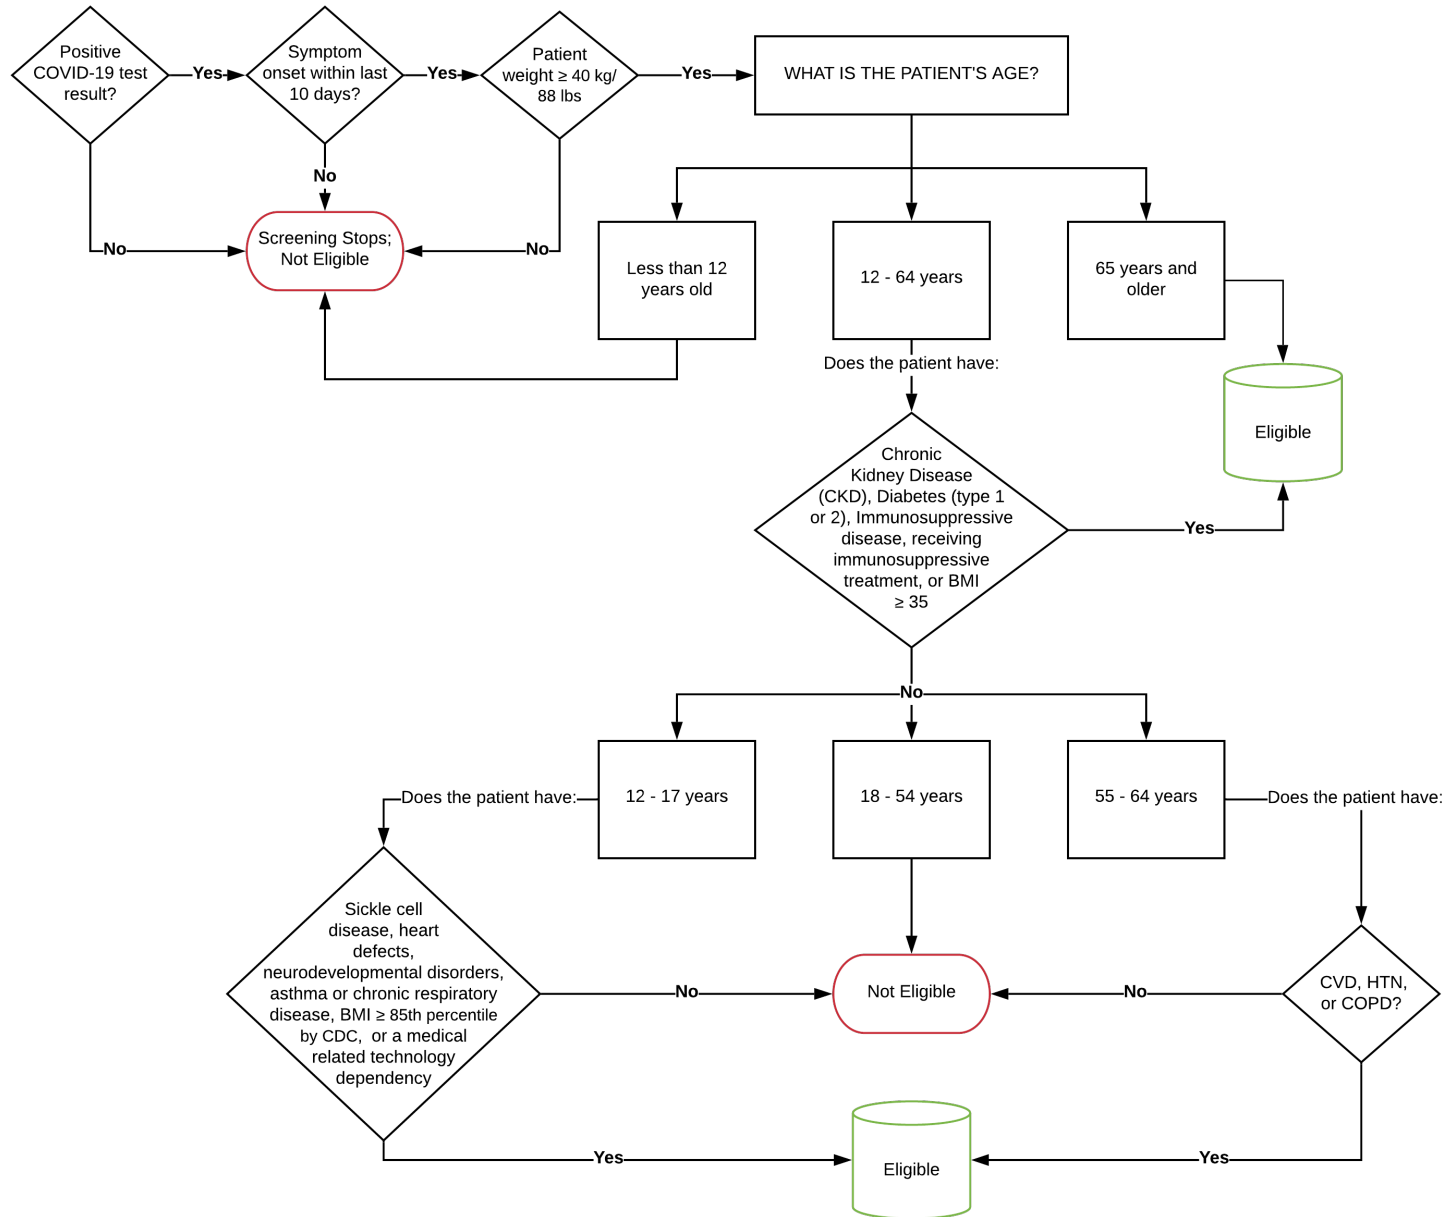 Positive
COVID-19 test
result?
Yes
Symptom
onset within last
10 days?
Yes
Patient
weight ≥ 40 kg/
88 lbs
Yes
WHAT IS THE PATIENT'S AGE?
No
No
No
Screening Stops;
Not Eligible
Less than 12
years old
12 - 64 years
65 years and
older
Does the patient have:
Eligible
Chronic
Kidney Disease
(CKD), Diabetes (type 1
or 2), Immunosuppressive
disease, receiving
immunosuppressive
treatment, or BMI
≥ 35
Yes
No
12 - 17 years
18 - 54 years
55 - 64 years
Does the patient have:
Does the patient have:
Sickle cell
disease, heart
defects,
neurodevelopmental disorders,
asthma or chronic respiratory
disease, BMI ≥ 85th percentile
by CDC,  or a medical
related technology
dependency
No
Not Eligible
No
CVD, HTN,
or COPD?
Yes
Eligible
Yes